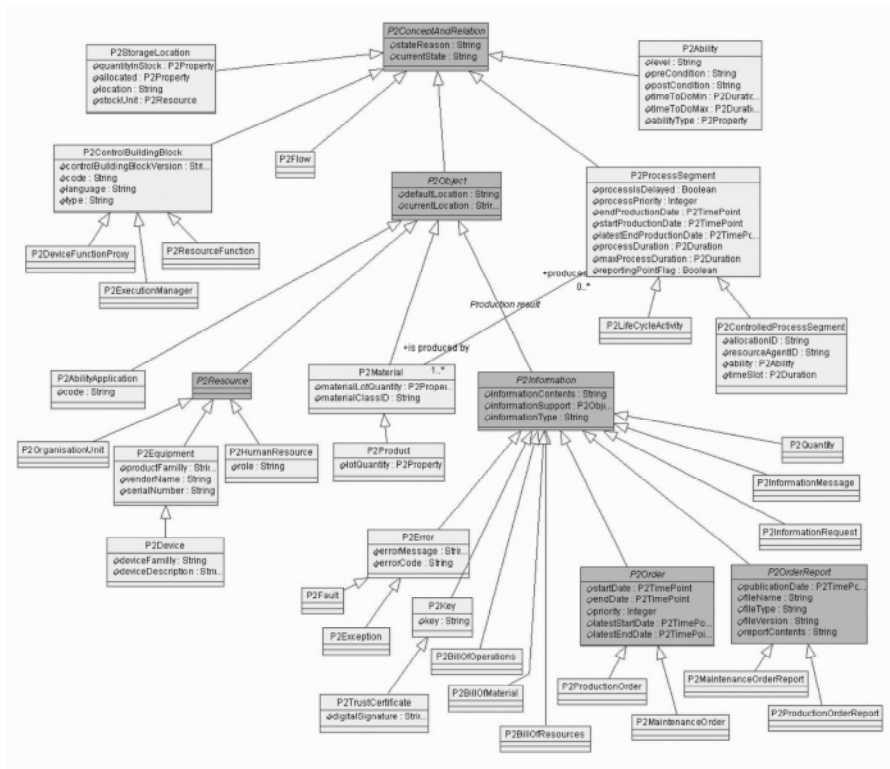 P2ConceptAndRelation
stateReason : String
currentState : String
P2StorageLocation
quantityInStock : P2Property
allocated : P2Property
location : String
stockUnit : P2Resource
P2Ability
level : String
preCondition : String
postCondition : String
timeToDoMin : P2Duratic...
timeToDoMax : P2Durati...
abilityType : P2Property
P2ControlBuildingBlock
controlBuildingBlockVersion : Stri...
code : String
language : String
type : String
P2Flow
P2Object
defaultLocation : String
currentLocation : Strir...
P2ProcessSegment
processIsDelayed : Boolean
processPriority : Integer
endProductionDate : P2TimePoint
startProductionDate : P2TimePoint
latestEndProductionDate : P2TimePc...
processDuration : P2Duration
maxProcessDuration : P2Duration
reportingPointFlag : Boolean
P2DeviceFunctionProxy
P2ResourceFunction
P2ExecutionManager
+produces
0..*
Production result
P2LifeCycleActivity
P2ControlledProcessSegment
allocationID : String
resourceAgentID : String
ability : P2Ability
timeSlot : P2Duration
+is produced by
1..*
P2AbilityApplication
code : String
P2Resource
P2Material
materialLotQuantity : P2Proper...
materialClassID : String
P2Information
informationContents : String
informationSupport : P2Obj...
informationType : String
P2OrganisationUnit
P2Equipment
productFamilly : Strir...
vendorName : String
serialNumber : String
P2HumanResource
role : String
P2Product
lotQuantity : P2Property
P2Quantity
P2InformationMessage
P2InformationRequest
P2Device
deviceFamilly : String
deviceDescription : Strin...
P2Error
errorMessage : Strir...
errorCode : String
P2Fault
P2Exception
P2Key
key : String
P2Order
startDate : P2TimePoint
endDate : P2TimePoint
priority : Integer
latestStartDate : P2TimePo...
latestEndDate : P2TimePoi...
P2OrderReport
publicationDate : P2TimePc...
fileName : String
fileType : String
fileVersion : String
reportContents : String
P2BillOfOperations
P2TrustCertificate
digitalSignature : Strir...
P2BillOfMaterial
P2BillOfResources
P2ProductionOrder
P2MaintenanceOrder
P2MaintenanceOrderReport
P2ProductionOrderReport